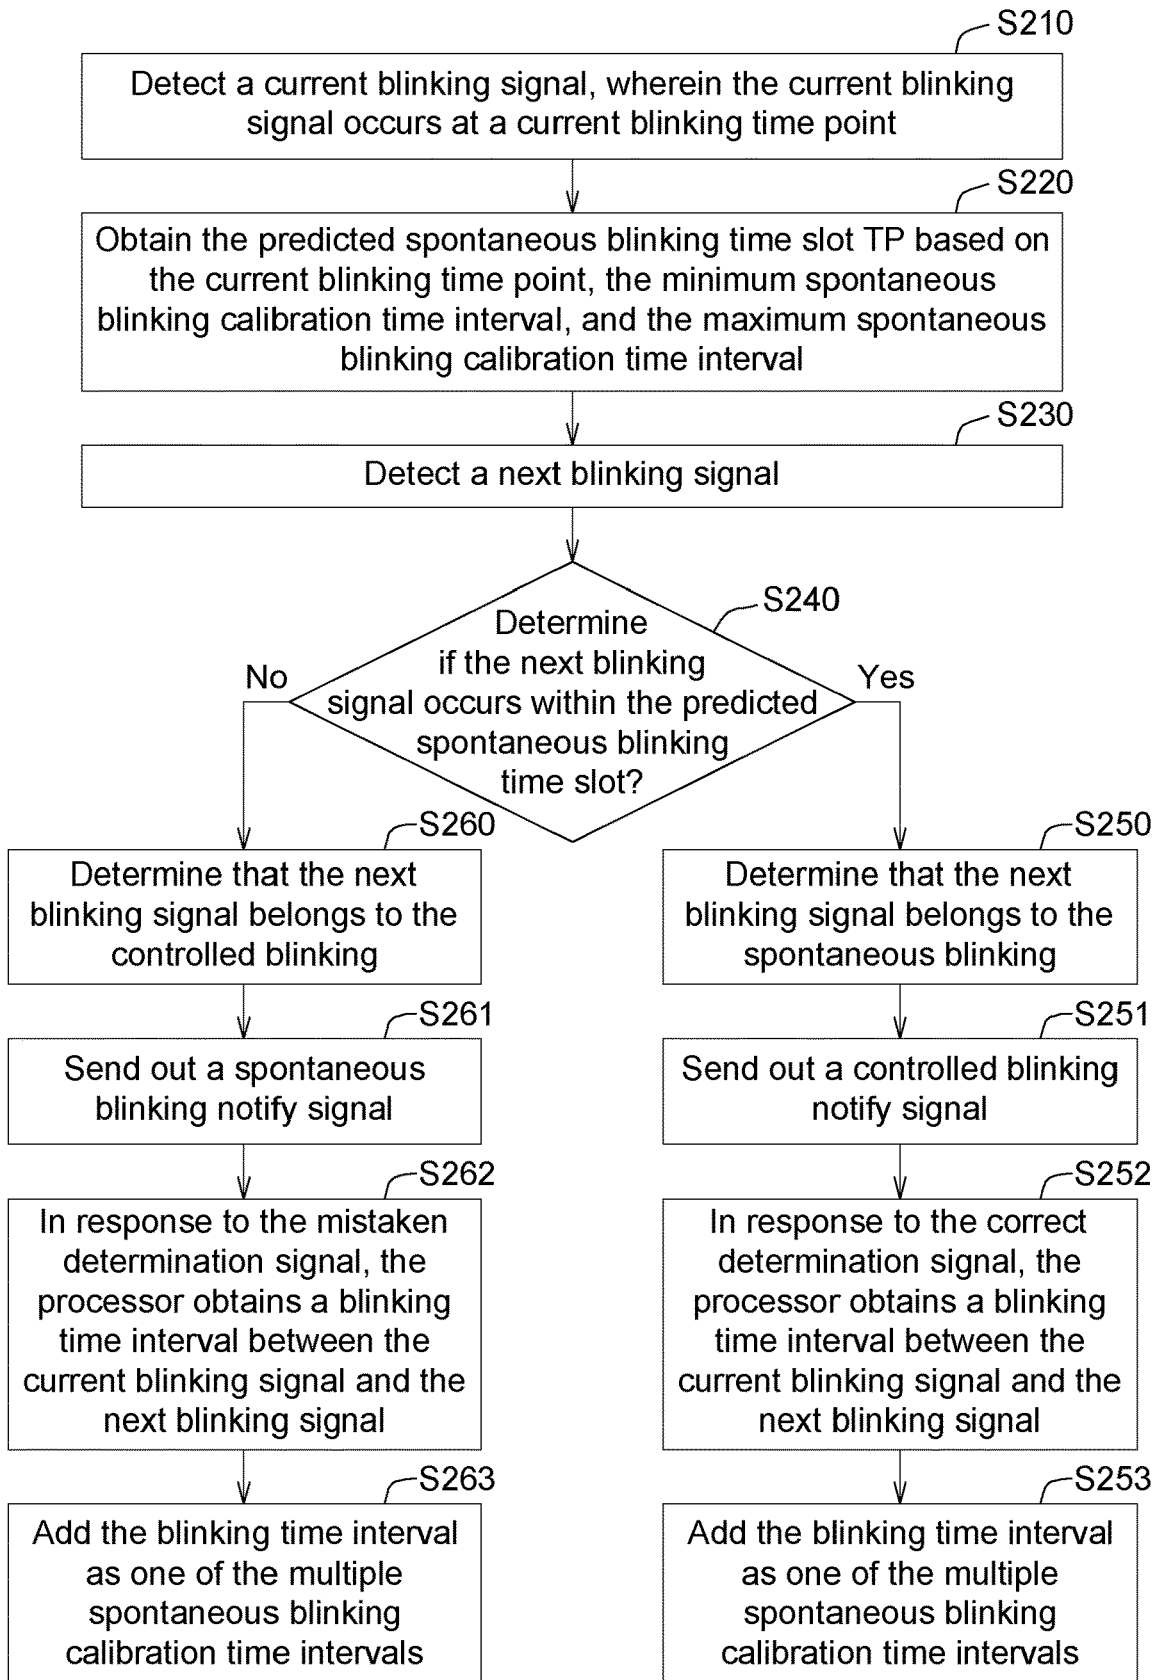 S210
Detect a current blinking signal, wherein the current blinking
signal occurs at a current blinking time point
S220
Obtain the predicted spontaneous blinking time slot TP based on
the current blinking time point, the minimum spontaneous
blinking calibration time interval, and the maximum spontaneous
blinking calibration time interval
S230
Detect a next blinking signal
S240
Determine
if the next blinking
signal occurs within the predicted
spontaneous blinking
time slot?
No
Yes
S260
Determine that the next
blinking signal belongs to the
controlled blinking
S261
Send out a spontaneous
blinking notify signal
S262
In response to the mistaken
determination signal, the
processor obtains a blinking
time interval between the
current blinking signal and the
next blinking signal
S263
Add the blinking time interval
as one of the multiple
spontaneous blinking
calibration time intervals
S250
Determine that the next
blinking signal belongs to the
spontaneous blinking
S251
Send out a controlled blinking
notify signal
S252
In response to the correct
determination signal, the
processor obtains a blinking
time interval between the
current blinking signal and the
next blinking signal
S253
Add the blinking time interval
as one of the multiple
spontaneous blinking
calibration time intervals